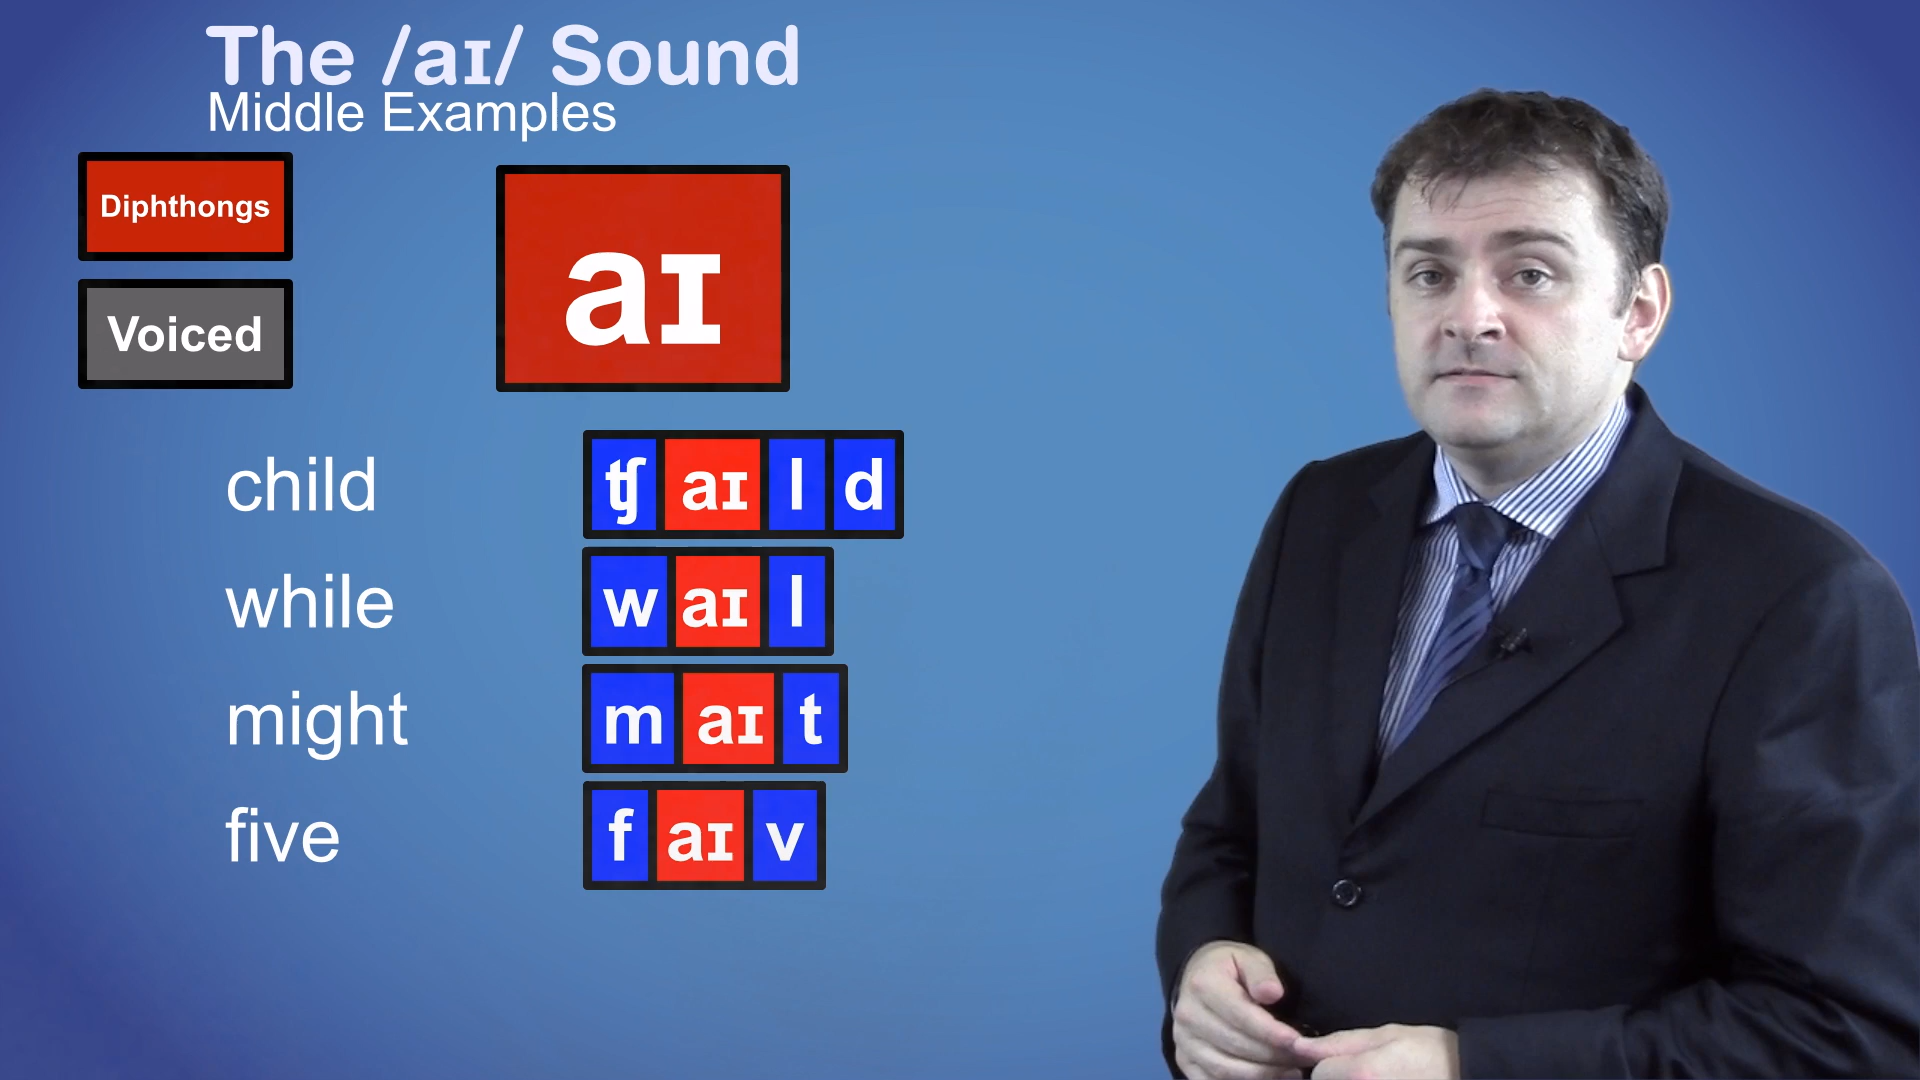 The /aɪ/ Sound
Middle Examples
Diphthongs
Voiced
aɪ
child
ʧ aɪ l d
while
w aɪ l
might
m aɪ t
five
f aɪ v